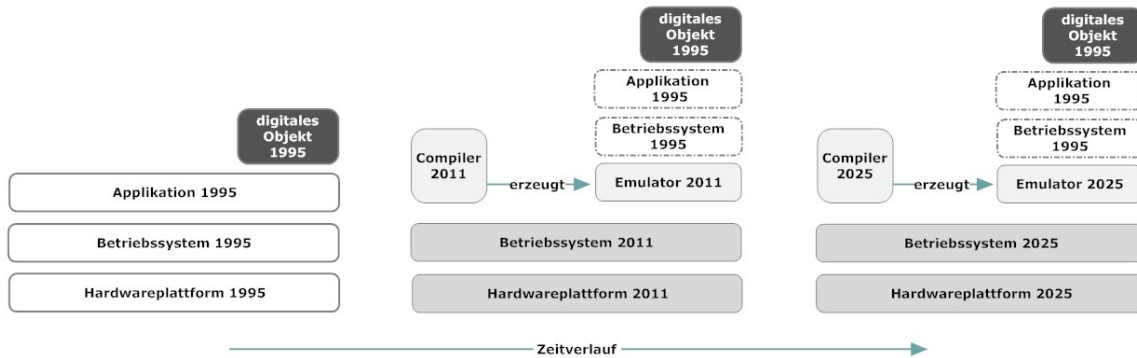 digitales
Objekt
1995
Applikation 1995
Betriebssystem 1995
Hardwareplattform 1995
digitales
Objekt
1995
Applikation
1995
Betriebssystem
1995
Compiler
2011
erzeugt
Emulator 2011
Betriebssystem 2011
Hardwareplattform 2011
digitales
Objekt
1995
Applikation
1995
Betriebssystem
1995
Compiler
2025
erzeugt
Emulator 2025
Betriebssystem 2025
Hardwareplattform 2025
Zeitverlauf